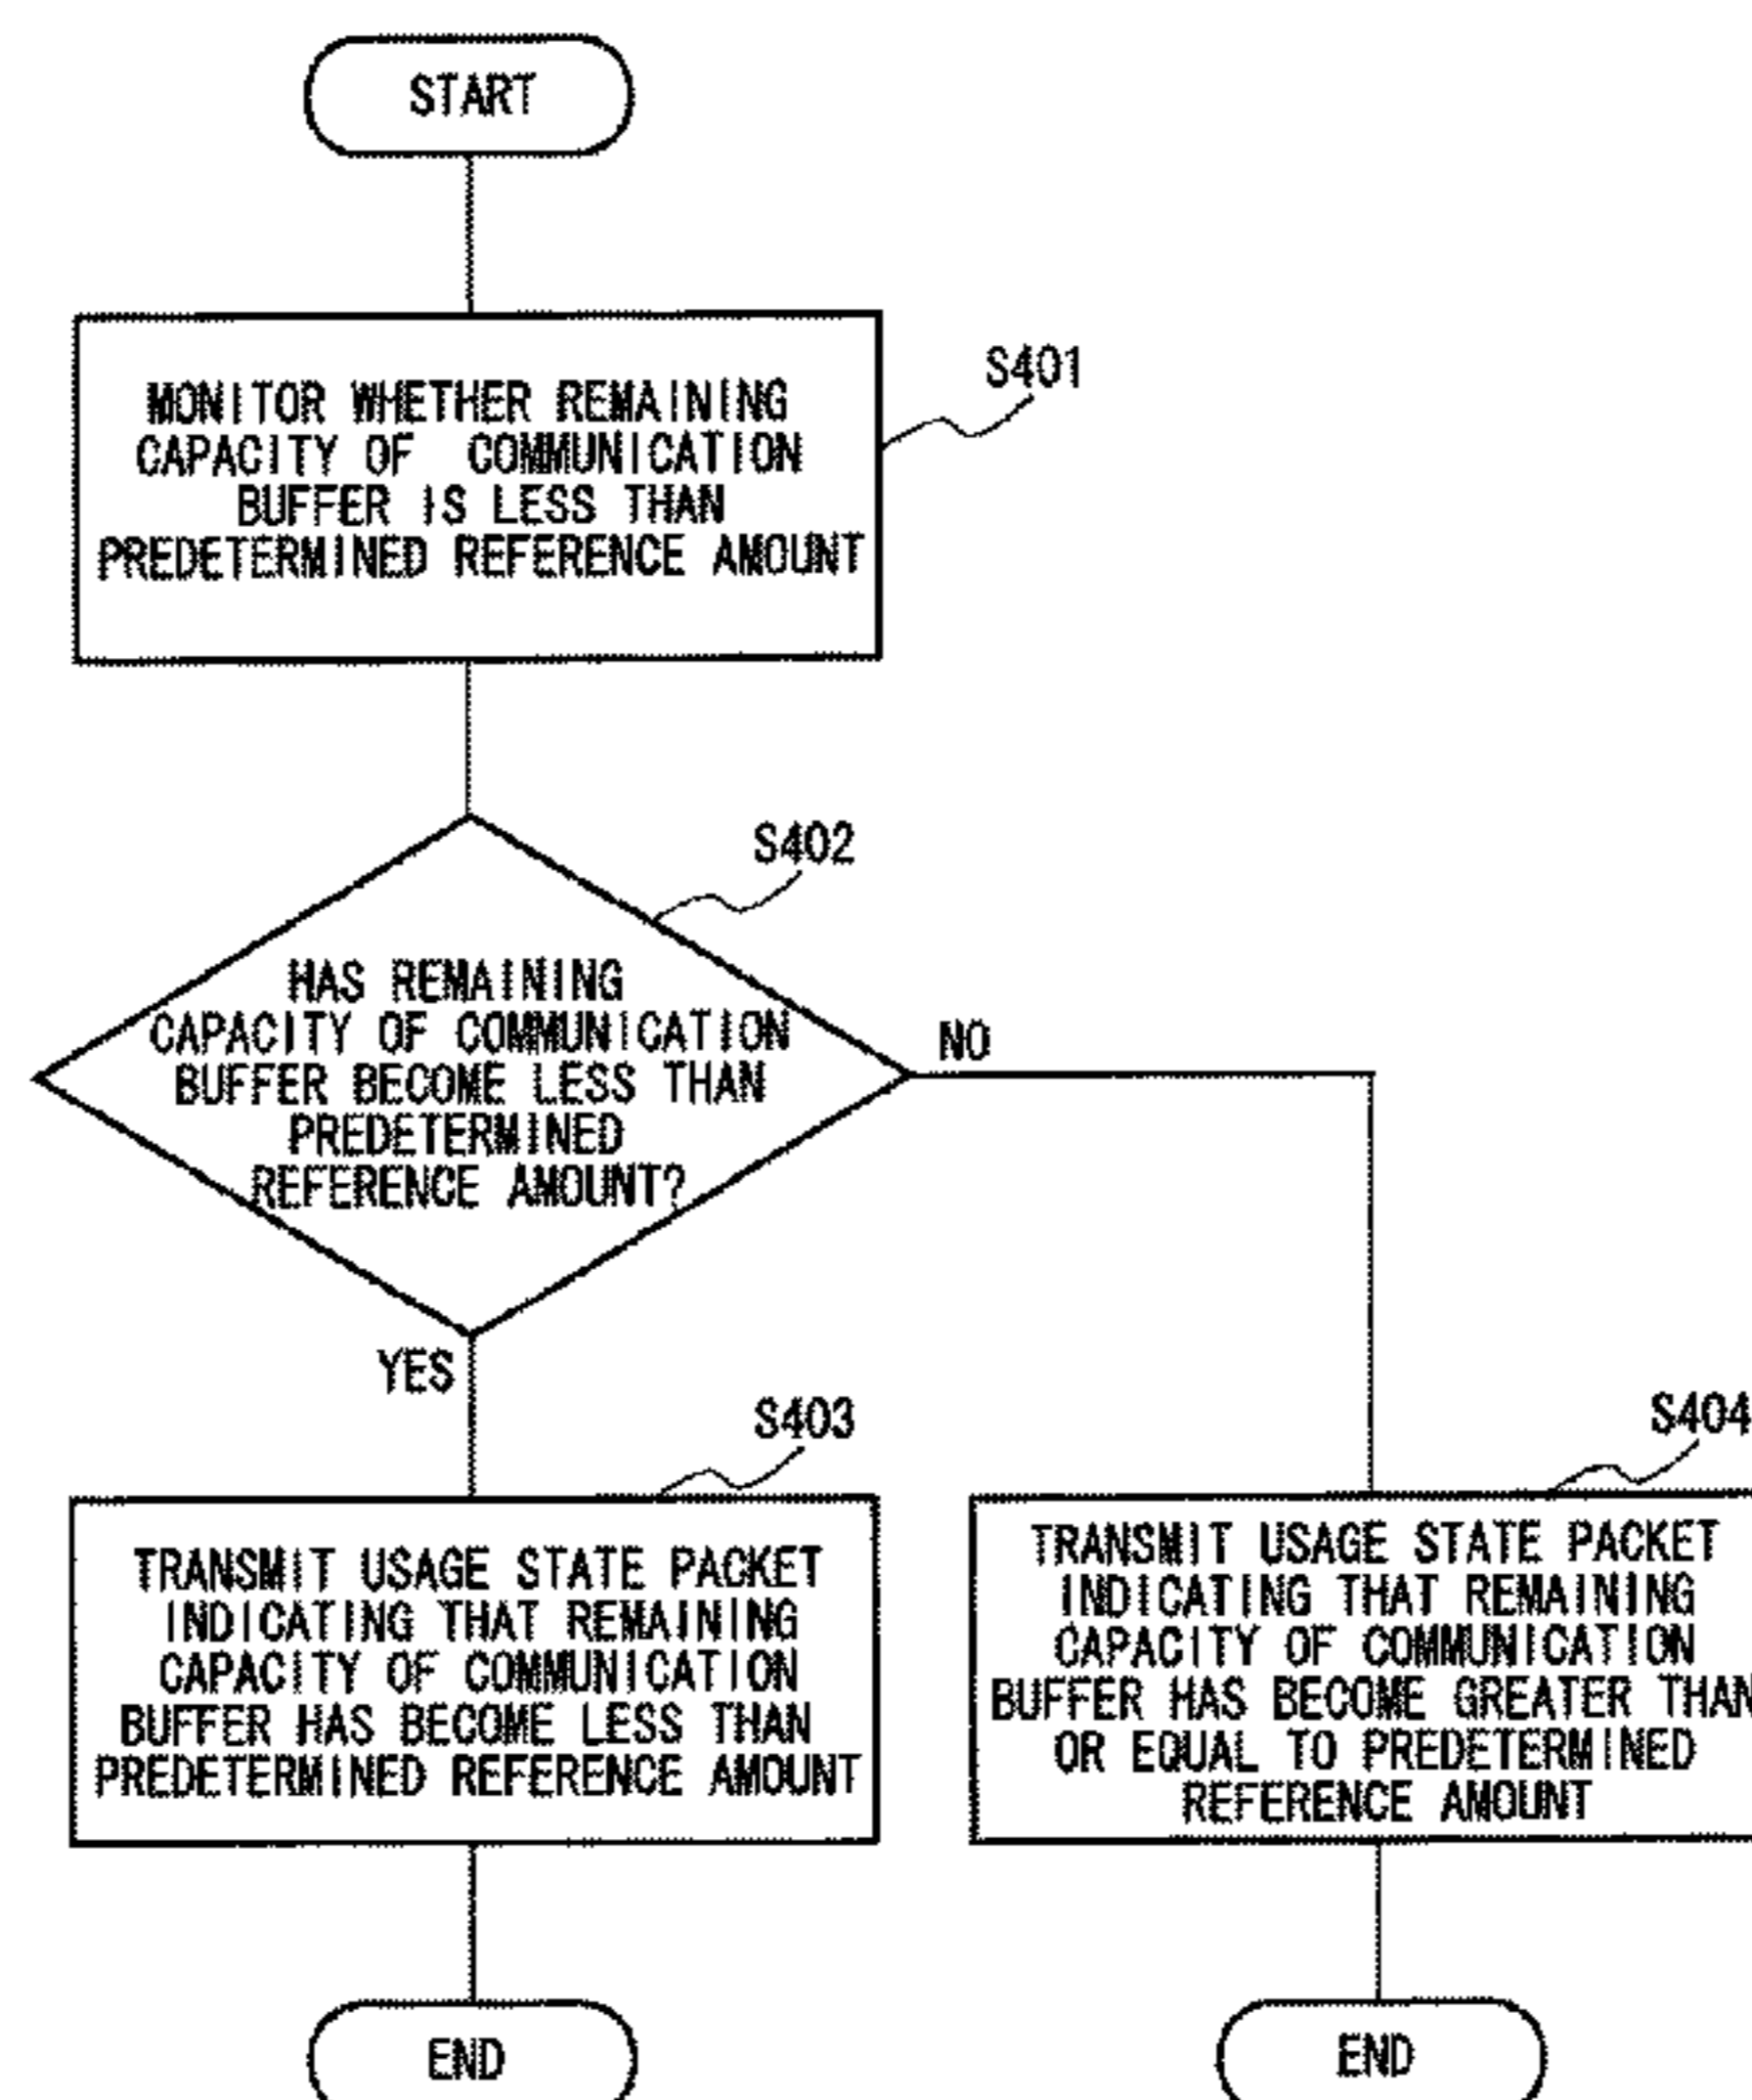 START
S401
MONITOR WHETHER REMAINING
CAPACITY OF COMMUNICATION
BUFFER IS LESS THAN
PREDETERMINED REFERENCE AMOUNT
S402
HAS REMAINING
CAPACITY OF COMMUNICATION
BUFFER BECOME LESS THAN
PREDETERMINED
REFERENCE AMOUNT?
NO
YES
S403
TRANSMIT USAGE STATE PACKET
INDICATING THAT REMAINING
CAPACITY OF COMMUNICATION
BUFFER HAS BECOME LESS THAN
PREDETERMINED REFERENCE AMOUNT
S404
TRANSMIT USAGE STATE PACKET
INDICATING THAT REMAINING
CAPACITY OF COMMUNICATION
BUFFER HAS BECOME GREATER THAN
OR EQUAL TO PREDETERMINED
REFERENCE AMOUNT
END
END